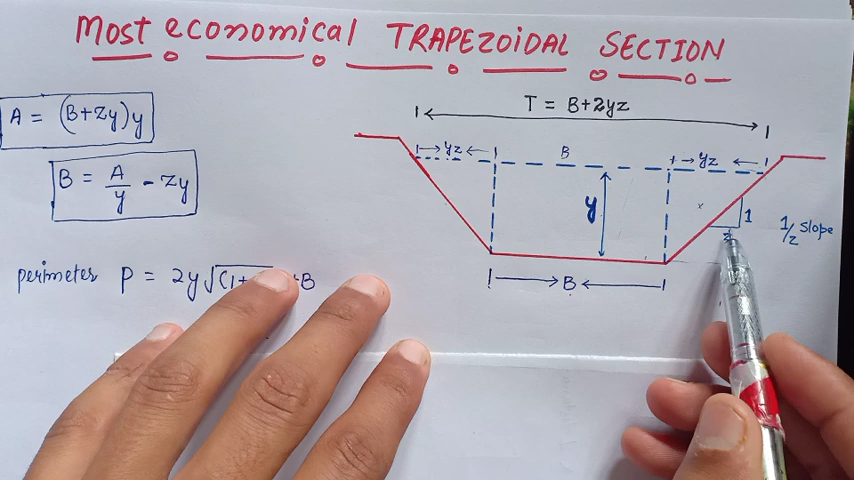 Most economical TRAPEZOIDAL SECTION
T = B+2yz
A = (B+zy)y
yz B yz
B = A/y - zy
y
1
z
1/z slope
perimeter P = 2y√(1+ +B
B